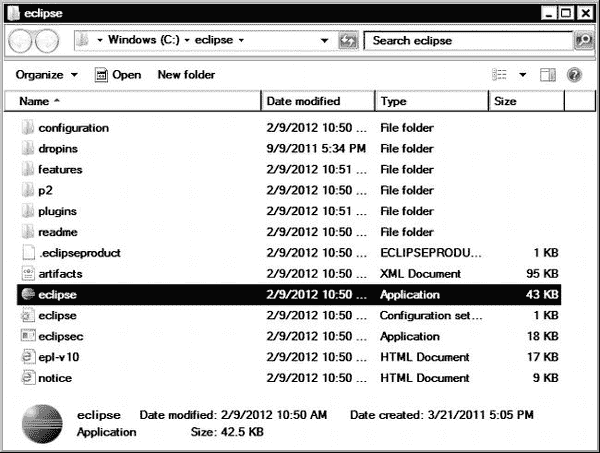 eclipse
Windows (C:) eclipse Search eclipse
Organize Open New folder
Name Date modified Type Size
configuration 2/9/2012 10:50 ... File folder
dropins 9/9/2011 5:34 PM File folder
features 2/9/2012 10:51 ... File folder
p2 2/9/2012 10:50 ... File folder
plugins 2/9/2012 10:51 ... File folder
readme 2/9/2012 10:50 ... File folder
.eclipseproduct 2/9/2012 10:50 ... ECLIPSEPRODU... 1 KB
artifacts 2/9/2012 10:50 ... XML Document 95 KB
eclipse 2/9/2012 10:50 ... Application 43 KB
eclipse 2/9/2012 10:50 ... Configuration set... 1 KB
eclipsec 2/9/2012 10:50 ... Application 18 KB
epl-v10 2/9/2012 10:50 ... HTML Document 17 KB
notice 2/9/2012 10:50 ... HTML Document 9 KB
eclipse Date modified: 2/9/2012 10:50 AM Date created: 3/21/2011 5:05 PM
Application Size: 42.5 KB